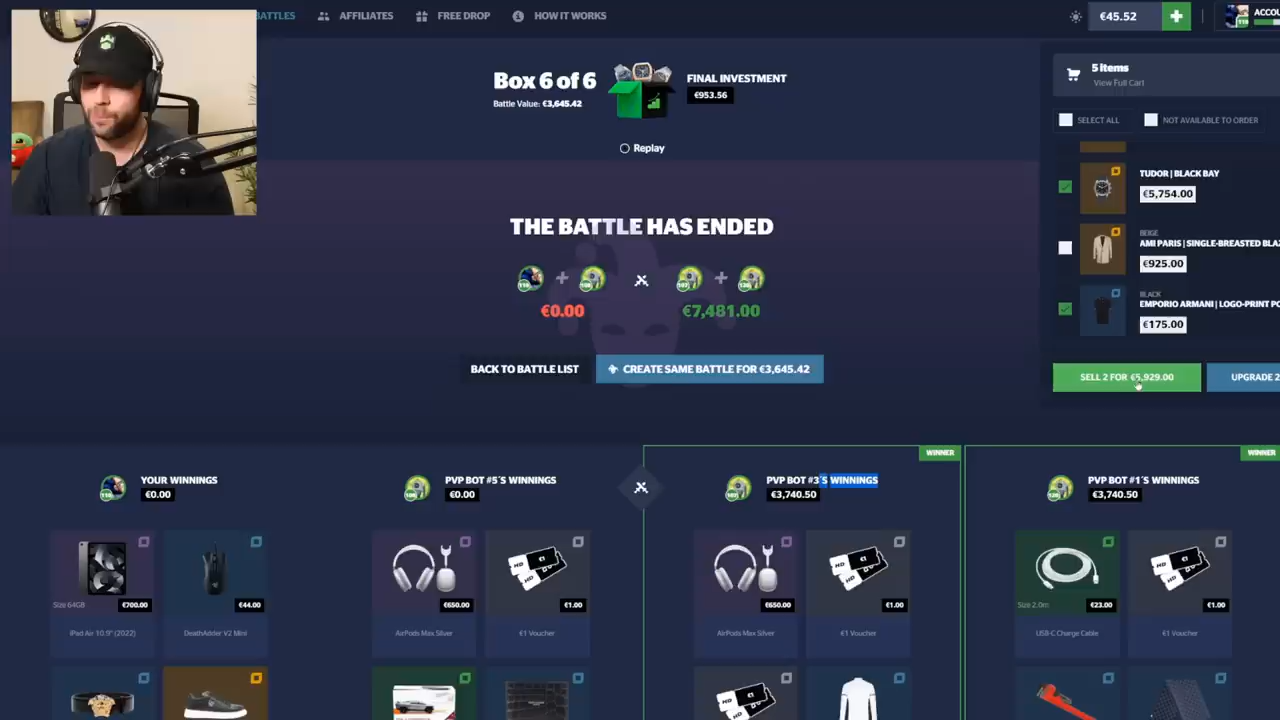 BATTLES
AFFILIATES
FREE DROP
HOW IT WORKS
€45.52
Box 6 of 6
Battle Value: €3,645.42
FINAL INVESTMENT
€953.56
Replay
5 items
View Full Cart
SELECT ALL
NOT AVAILABLE TO ORDER
TUDOR | BLACK BAY
€5,754.00
BEIGE
AMI PARIS | SINGLE-BREASTED
€925.00
BLACK
EMPORIO ARMANI | LOGO-PRINT
€175.00
SELL 2 FOR €5,929.00
UPGRADE 2
THE BATTLE HAS ENDED
€0.00
€7,481.00
BACK TO BATTLE LIST
CREATE SAME BATTLE FOR €3,645.42
WINNER
WINNER
YOUR WINNINGS
€0.00
PVP BOT #5´S WINNINGS
€0.00
PVP BOT #3´S WINNINGS
€3,740.50
PVP BOT #1´S WINNINGS
€3,740.50
Size 64GB
€700.00
iPad Air 10.9" (2022)
€44.00
DeathAdder V2 Mini
€650.00
AirPods Max Silver
€1.00
€1 Voucher
€650.00
AirPods Max Silver
€1.00
€1 Voucher
Size 2.0m
€23.00
USB-C Charge Cable
€1.00
€1 Voucher